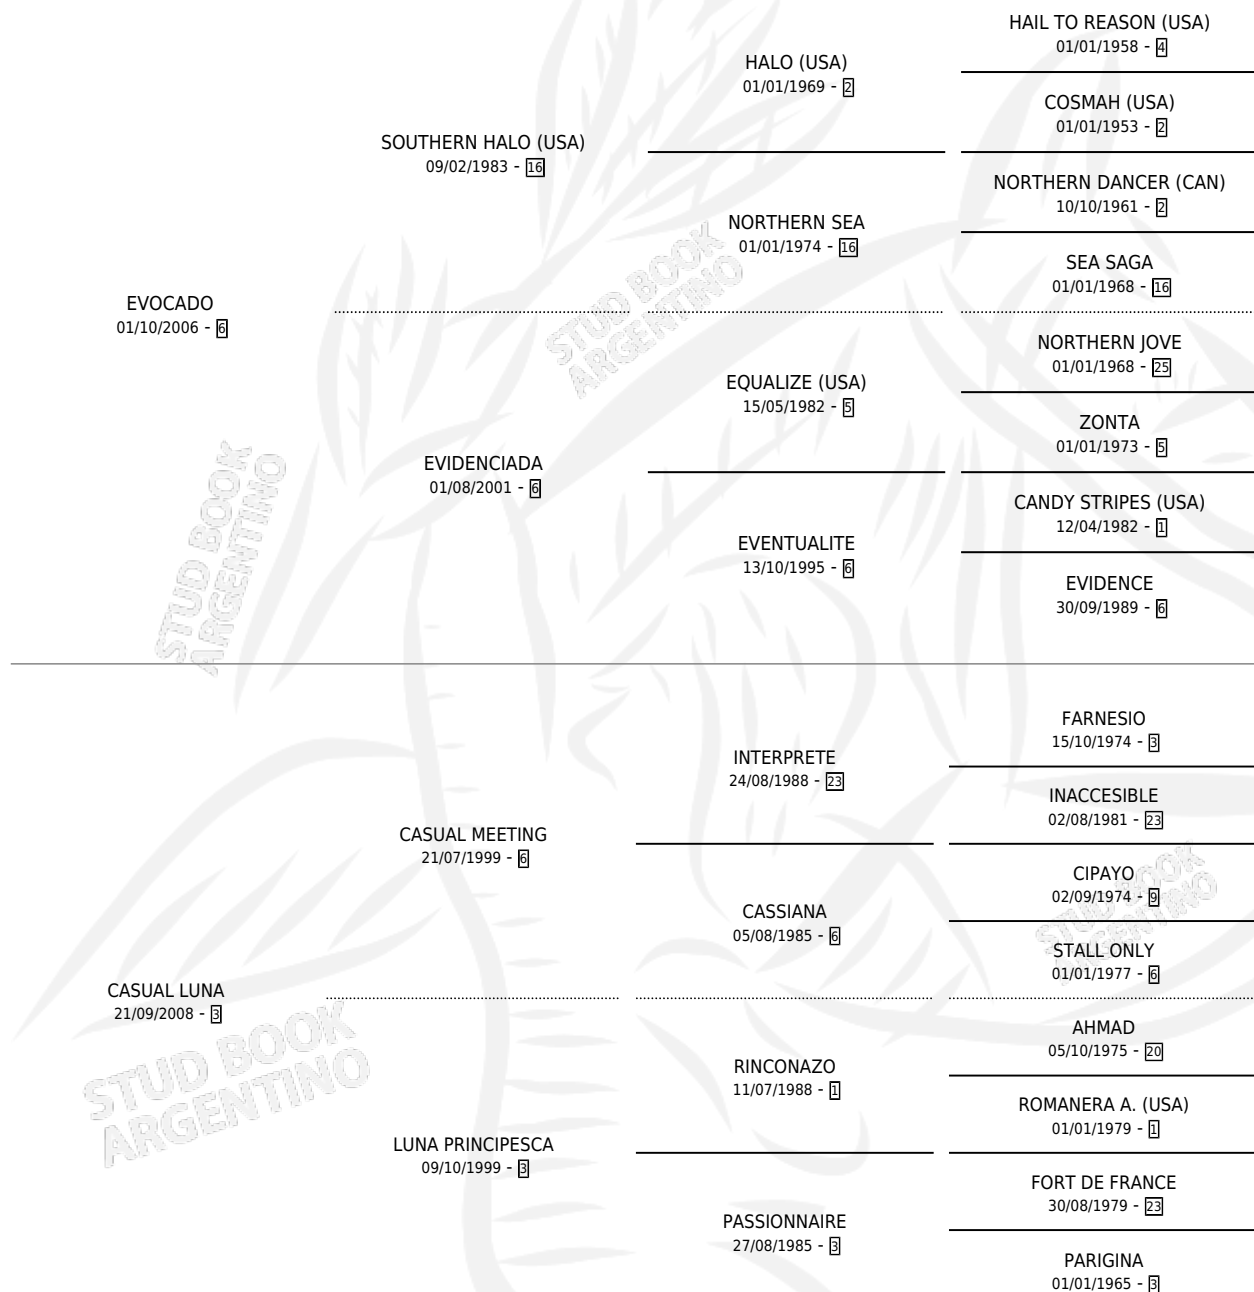 HAIL TO REASON (USA)
01/01/1958 - 4
HALO (USA)
01/01/1969 - 2
COSMAH (USA)
01/01/1953 - 2
SOUTHERN HALO (USA)
09/02/1983 - 16
NORTHERN DANCER (CAN)
10/10/1961 - 2
NORTHERN SEA
01/01/1974 - 16
SEA SAGA
01/01/1968 - 16
EVOCADO
01/10/2006 - 6
NORTHERN JOVE
01/01/1968 - 25
EQUALIZE (USA)
15/05/1982 - 5
ZONTA
01/01/1973 - 5
EVIDENCIADA
01/08/2001 - 6
CANDY STRIPES (USA)
12/04/1982 - 1
EVENTUALITE
13/10/1995 - 6
EVIDENCE
30/09/1989 - 6
FARNESIO
15/10/1974 - 3
INTERPRETE
24/08/1988 - 23
INACCESIBLE
02/08/1981 - 23
CASUAL MEETING
21/07/1999 - 6
CIPAYO
02/09/1974 - 9
CASSIANA
05/08/1985 - 6
STALL ONLY
01/01/1977 - 6
CASUAL LUNA
21/09/2008 - 3
AHMAD
05/10/1975 - 20
RINCONAZO
11/07/1988 - 1
ROMANERA A. (USA)
01/01/1979 - 1
LUNA PRINCIPESCA
09/10/1999 - 3
FORT DE FRANCE
30/08/1979 - 23
PASSIONNAIRE
27/08/1985 - 3
PARIGINA
01/01/1965 - 3
STUD BOOK
ARGENTINO
STUD BOOK
ARGENTINO
STUD BOOK
ARGENTINO
STUD BOOK
ARGENTINO